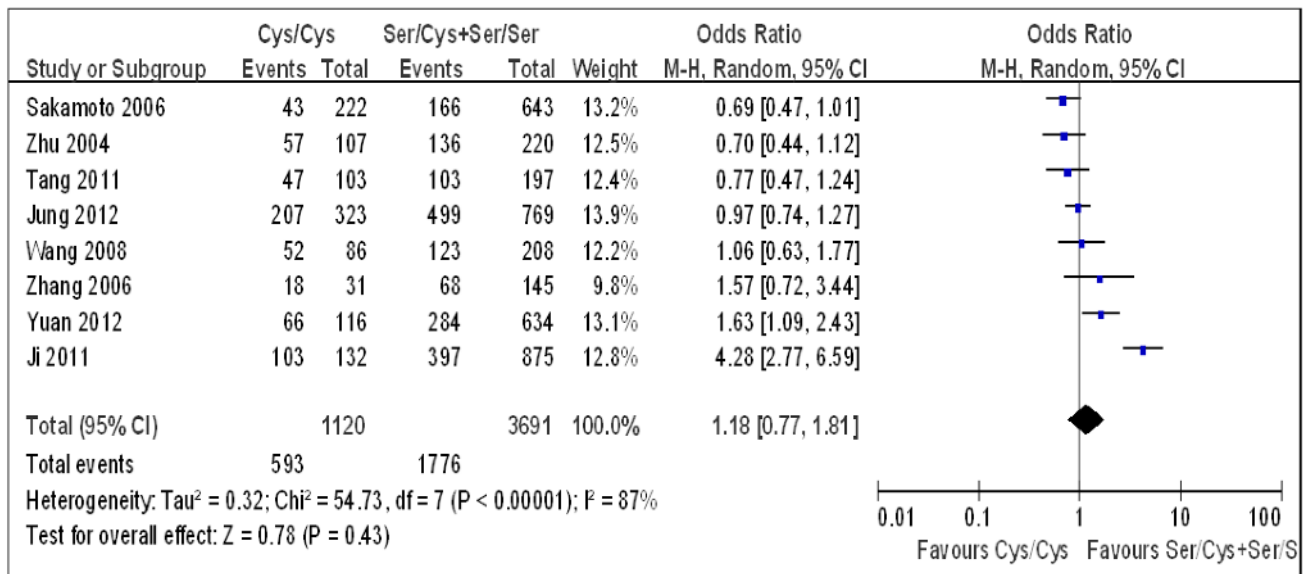 Cys/Cys Ser/Cys+Ser/Ser Odds Ratio Odds Ratio
Study or Subgroup Events Total Events Total Weight M-H, Random, 95% CI M-H, Random, 95% CI
Sakamoto 2006 43 222 166 643 13.2% 0.69 [0.47, 1.01]
Zhu 2004 57 107 136 220 12.5% 0.70 [0.44, 1.12]
Tang 2011 47 103 103 197 12.4% 0.77 [0.47, 1.24]
Jung 2012 207 323 499 769 13.9% 0.97 [0.74, 1.27]
Wang 2008 52 86 123 208 12.2% 1.06 [0.63, 1.77]
Zhang 2006 18 31 68 145 9.8% 1.57 [0.72, 3.44]
Yuan 2012 66 116 284 634 13.1% 1.63 [1.09, 2.43]
Ji 2011 103 132 397 875 12.8% 4.28 [2.77, 6.59]
Total (95% CI) 1120 3691 100.0% 1.18 [0.77, 1.81]
Total events 593 1776
Heterogeneity: Tau² = 0.32; Chi² = 54.73, df = 7 (P < 0.00001); I² = 87%
Test for overall effect: Z = 0.78 (P = 0.43)
0.01 0.1 1 10 100
Favours Cys/Cys Favours Ser/Cys+Ser/S